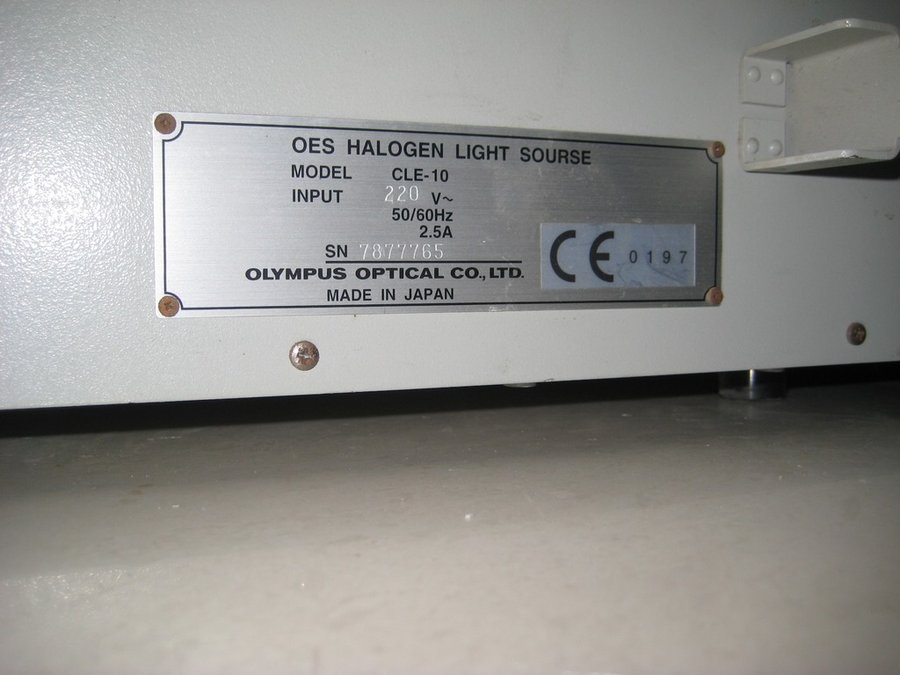 OES HALOGEN LIGHT SOURSE
MODEL CLE-10
INPUT 220 V~
50/60Hz
2.5A
SN 7877765
OLYMPUS OPTICAL CO.,LTD.
MADE IN JAPAN
CE 0197